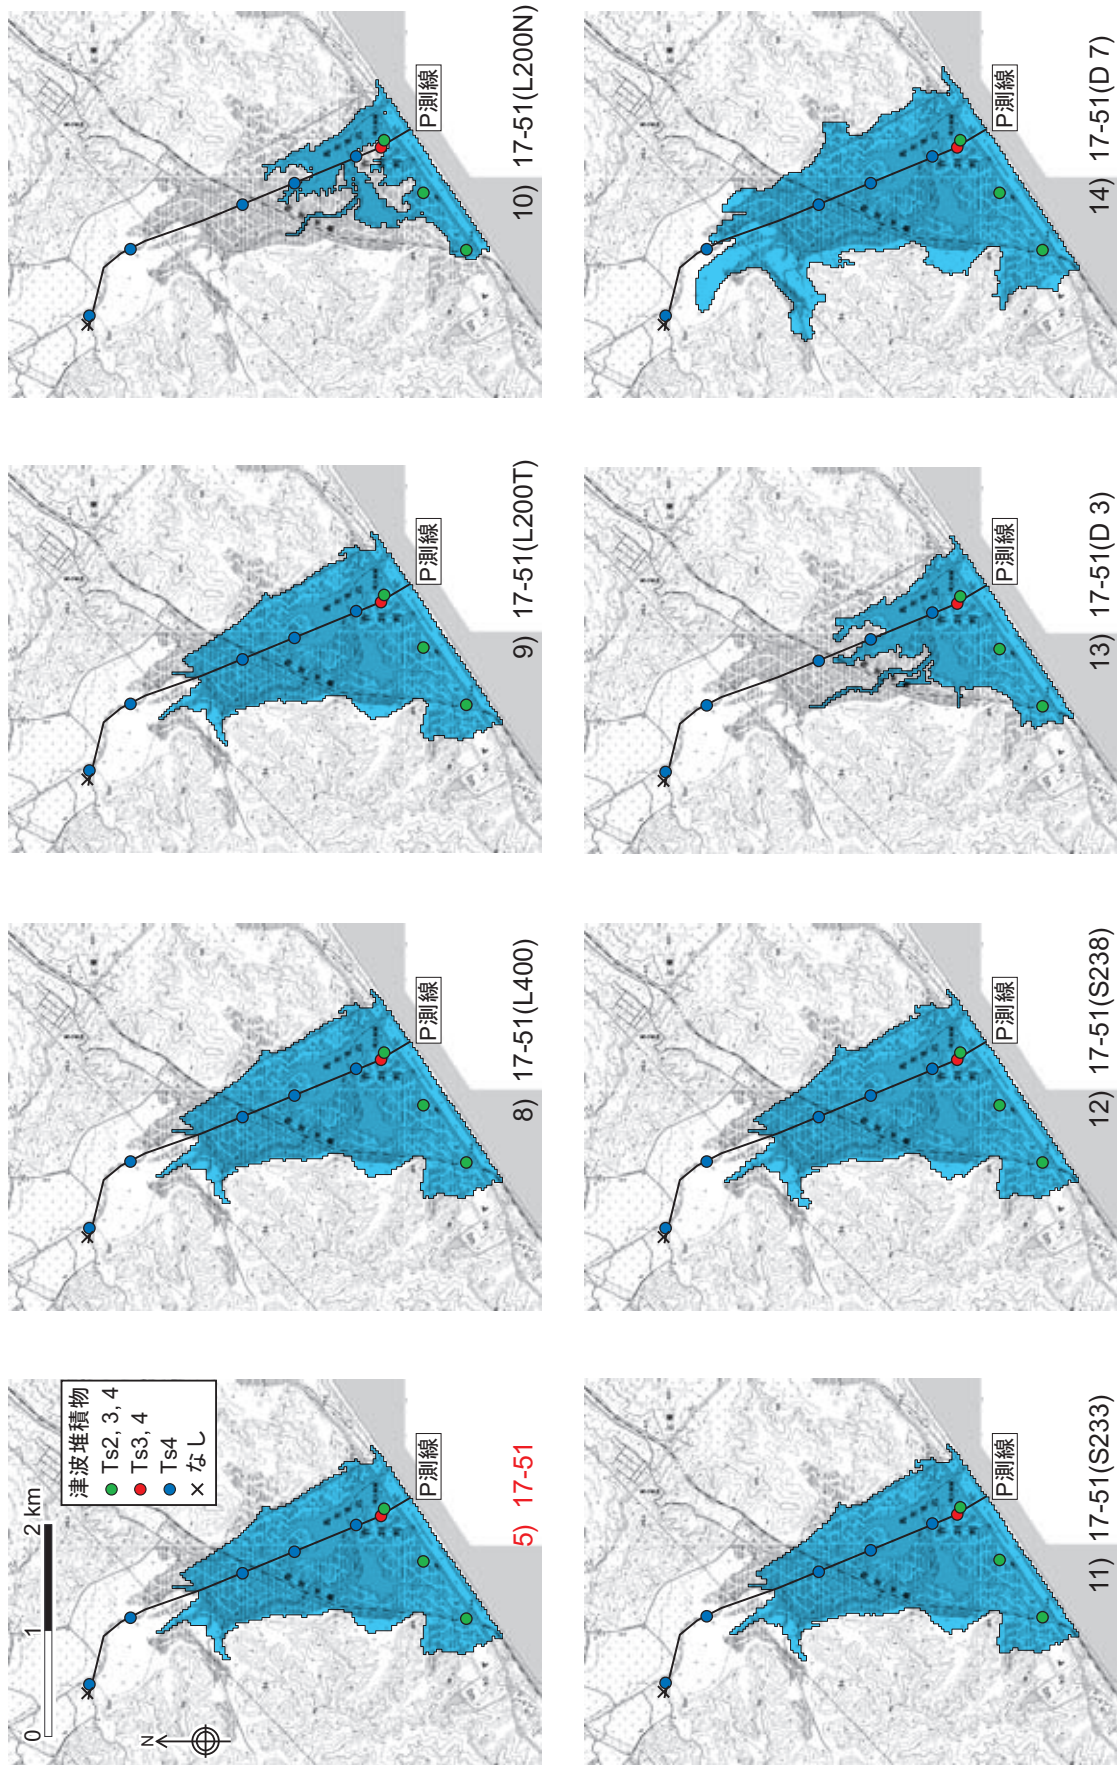 0 1 2 km
N
津波堆積物
Ts2, 3, 4
Ts3, 4
Ts4
× なし
P測線
5) 17-51
P測線
8) 17-51(L400)
P測線
9) 17-51(L200T)
P測線
10) 17-51(L200N)
P測線
11) 17-51(S233)
P測線
12) 17-51(S238)
P測線
13) 17-51(D 3)
P測線
14) 17-51(D 7)